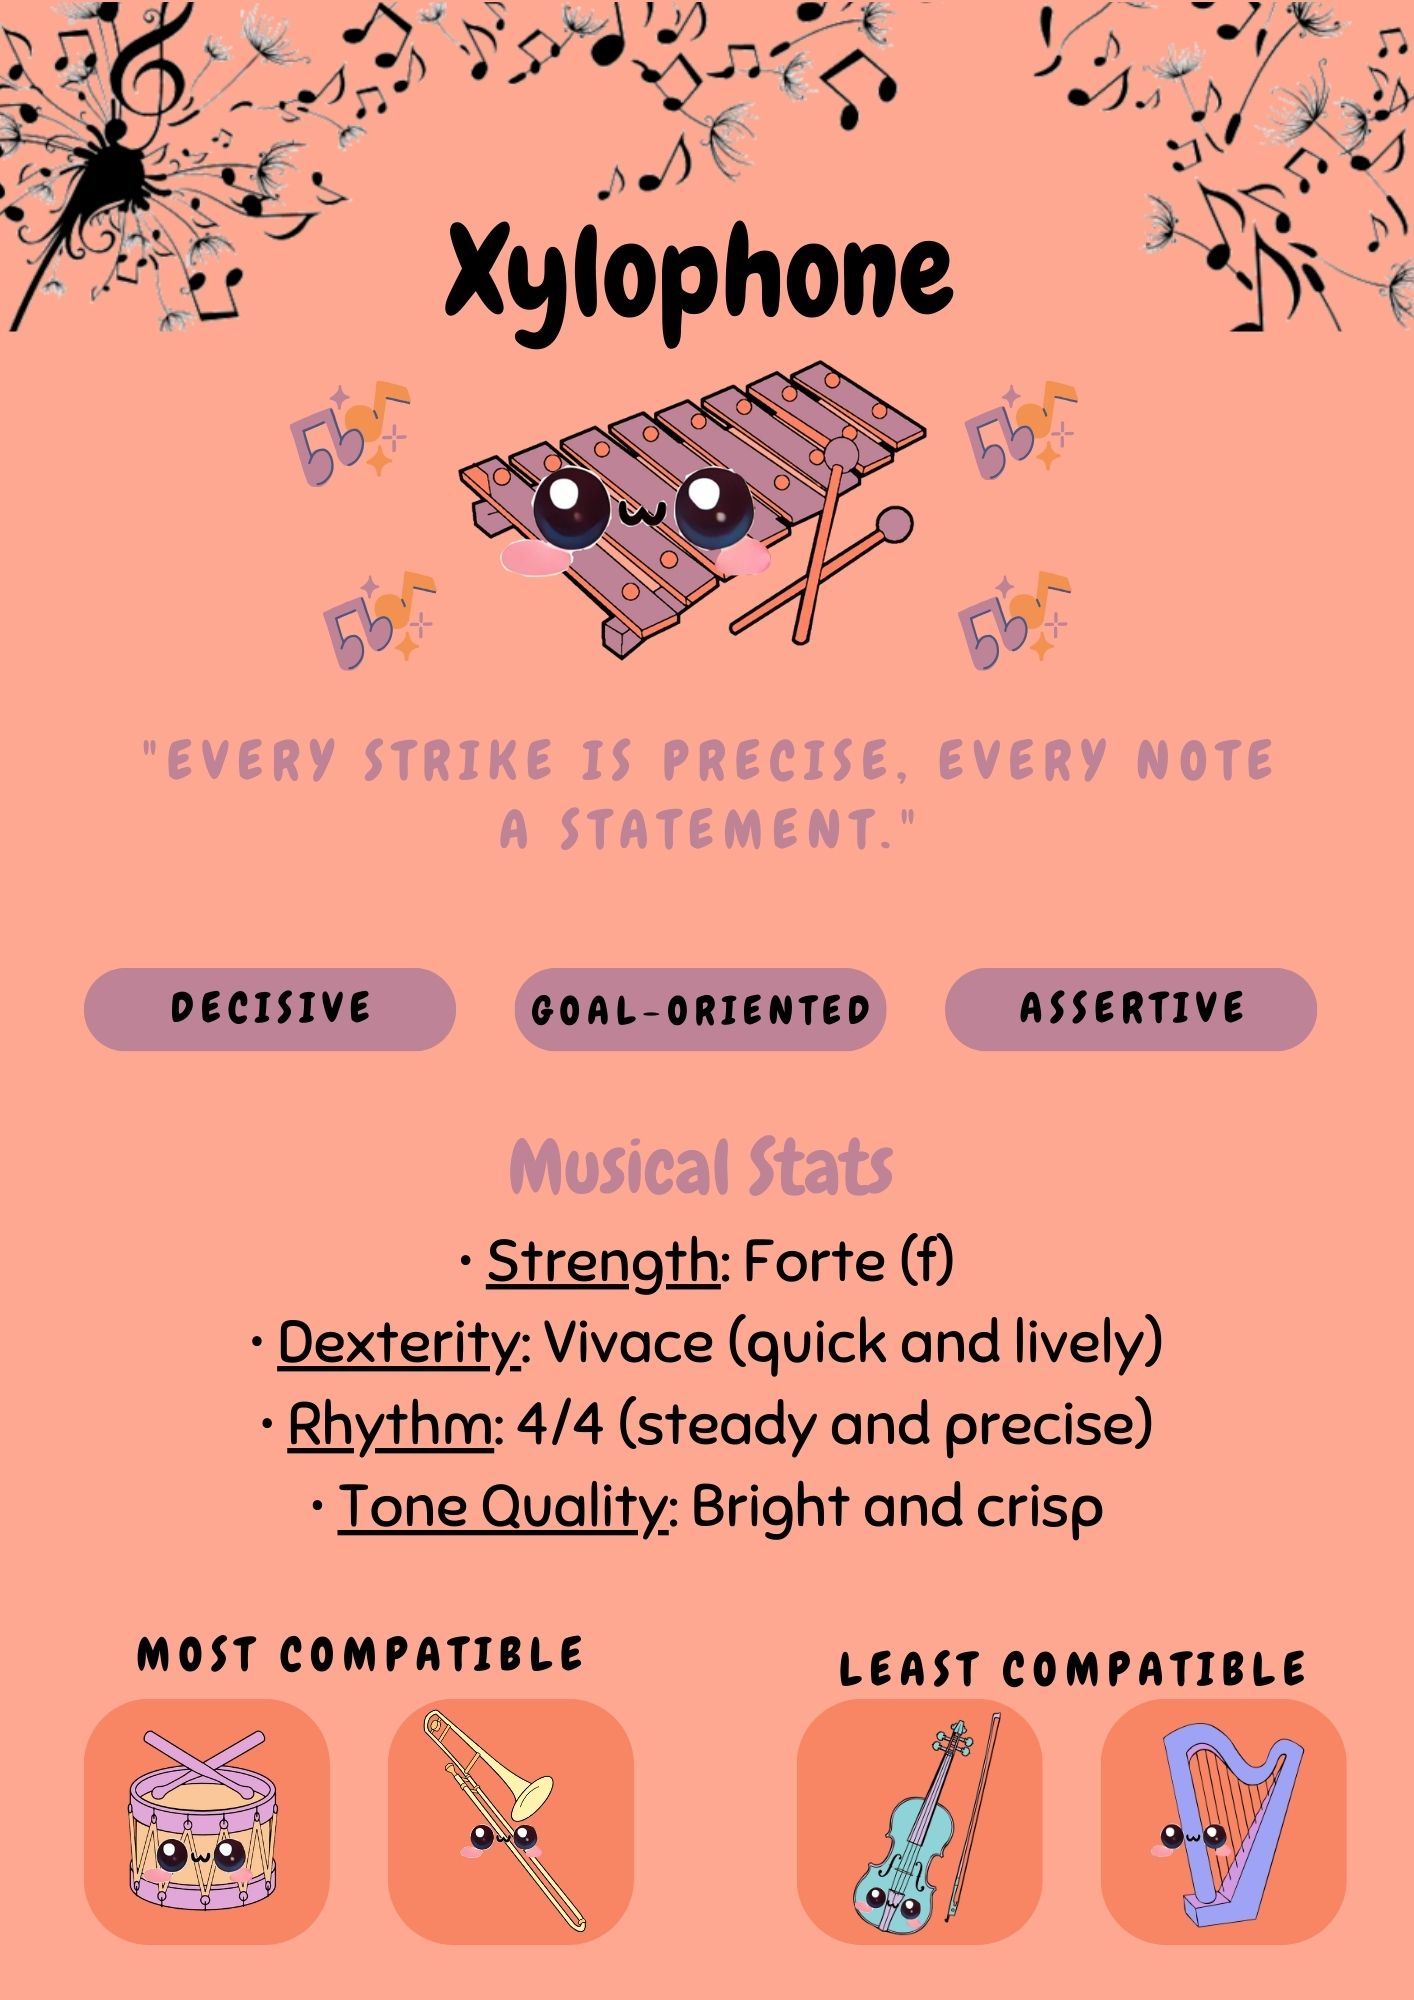 Xylophone
"EVERY STRIKE IS PRECISE, EVERY NOTE
A STATEMENT."
DECISIVE
GOAL-ORIENTED
ASSERTIVE
Musical Stats
• Strength: Forte (f)
• Dexterity: Vivace (quick and lively)
• Rhythm: 4/4 (steady and precise)
• Tone Quality: Bright and crisp
MOST COMPATIBLE
LEAST COMPATIBLE